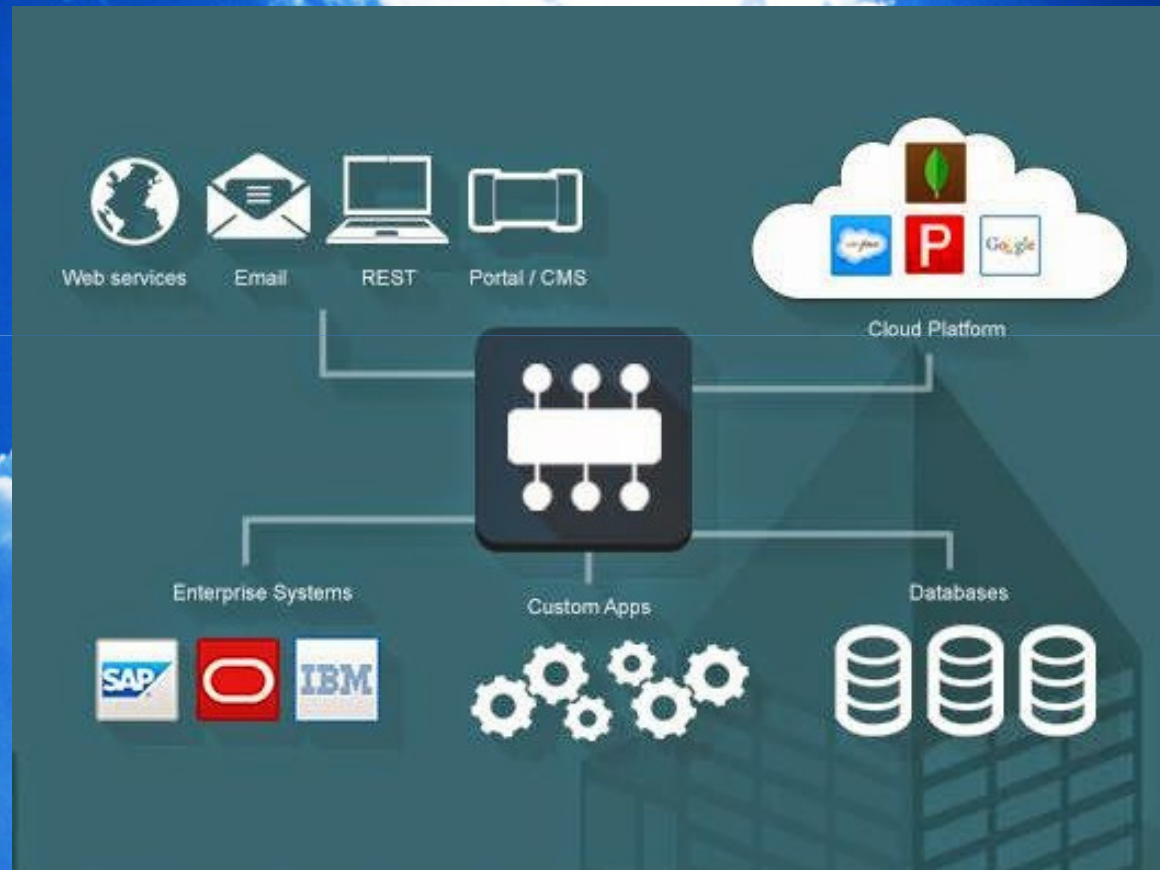 Web services
Email
REST
Portal / CMS
P
Google
Cloud Platform
Enterprise Systems
Custom Apps
Databases
SAP
IBM